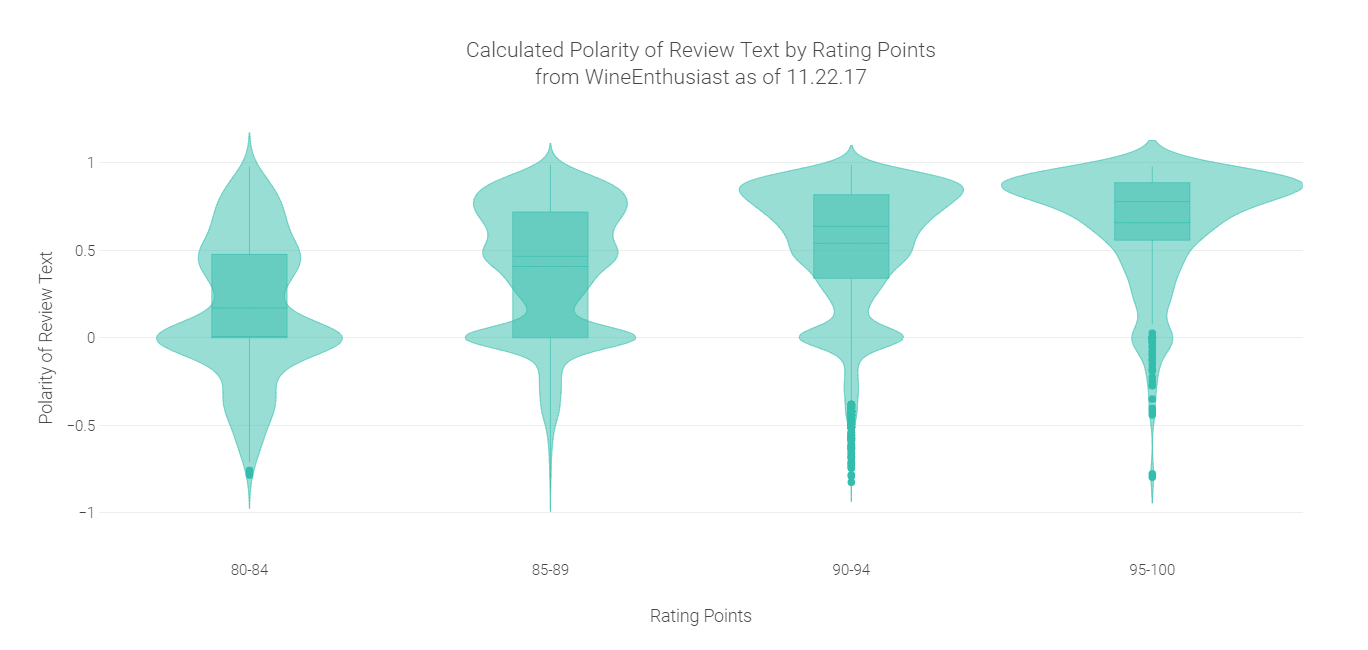 Calculated Polarity of Review Text by Rating Points
from WineEnthusiast as of 11.22.17
Polarity of Review Text
1
0.5
0
−0.5
−1
80-84
85-89
90-94
95-100
Rating Points